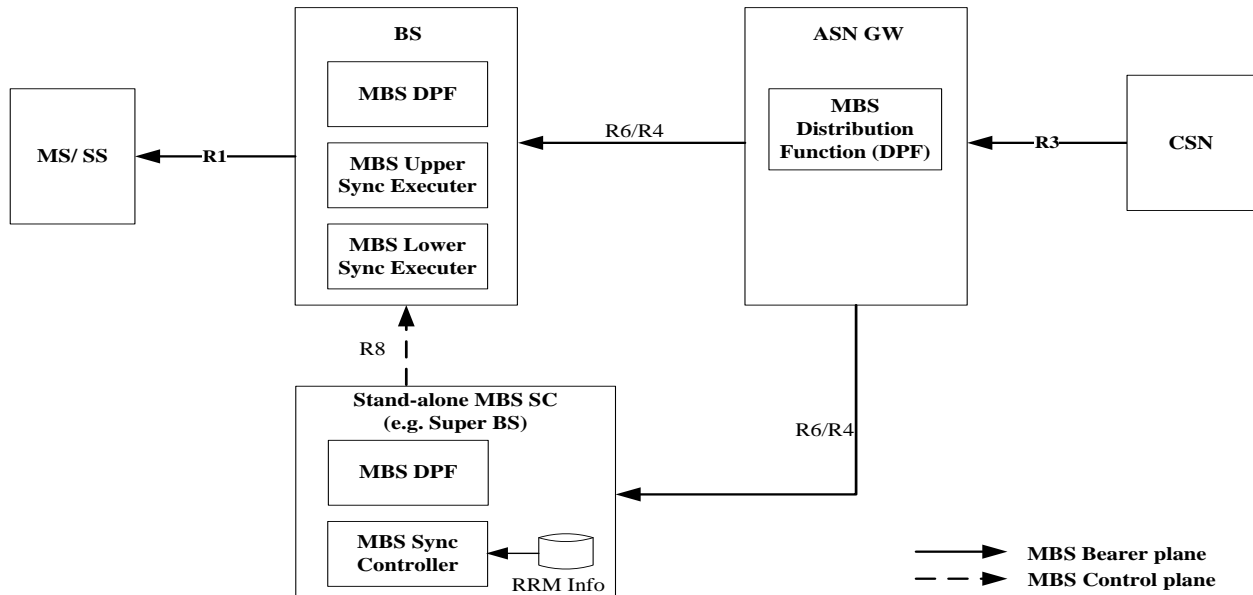 BS
ASN GW
MBS DPF
MBS
Distribution
Function (DPF)
R6/R4
MS/ SS
R1
R3
CSN
MBS Upper
Sync Executer
MBS Lower
Sync Executer
R8
Stand-alone MBS SC
(e.g. Super BS)
R6/R4
MBS DPF
MBS Sync
Controller
RRM Info
MBS Bearer plane
MBS Control plane